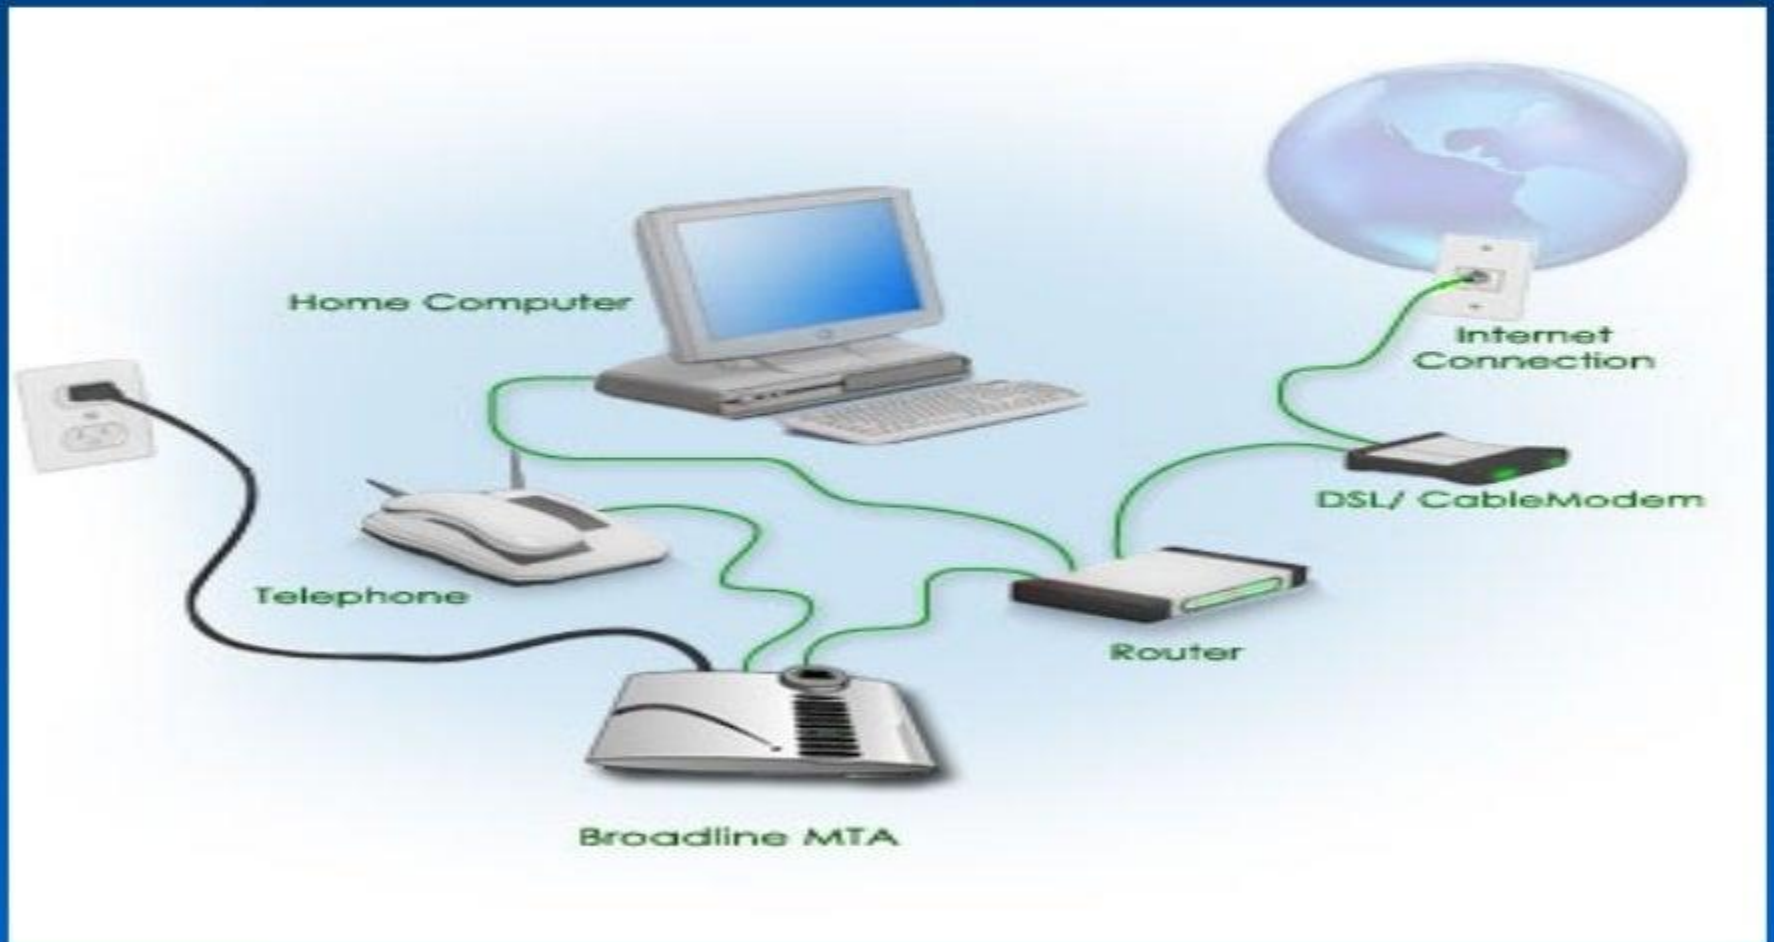 Home Computer
Internet
Connection
DSL/ CableModem
Telephone
Router
Broadline MTA